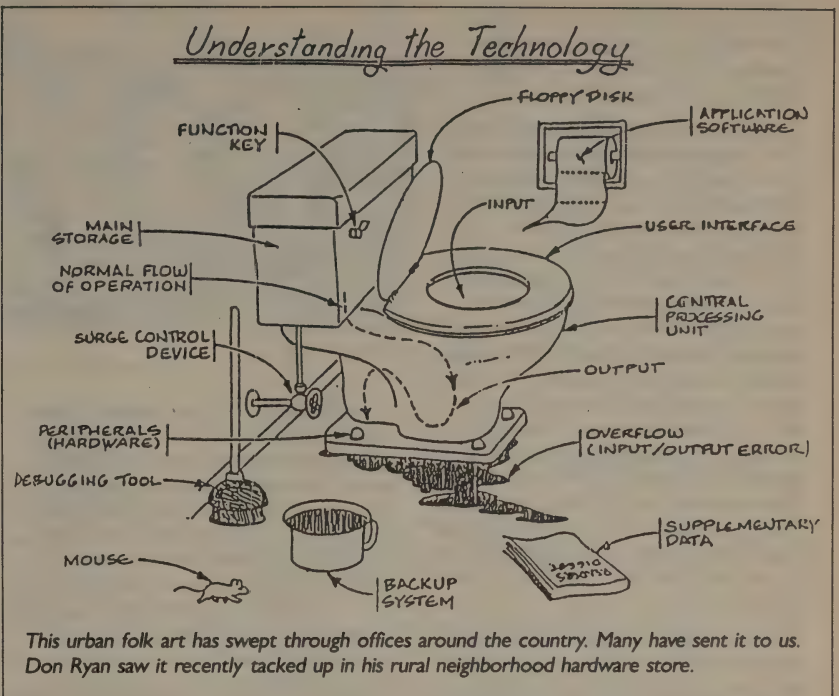 Understanding the Technology
FLOPPY DISK
APPLICATION
SOFTWARE
FUNCTION
KEY
INPUT
MAIN
STORAGE
USER INTERFACE
NORMAL FLOW
OF OPERATION
CENTRAL
PROCESSING
UNIT
SURGE CONTROL
DEVICE
OUTPUT
PERIPHERALS
(HARDWARE)
OVERFLOW
(INPUT/OUTPUT ERROR)
DEBUGGING TOOL
SUPPLEMENTARY
DATA
MOUSE
BACKUP
SYSTEM
This urban folk art has swept through offices around the country. Many have sent it to us.
Don Ryan saw it recently tacked up in his rural neighborhood hardware store.